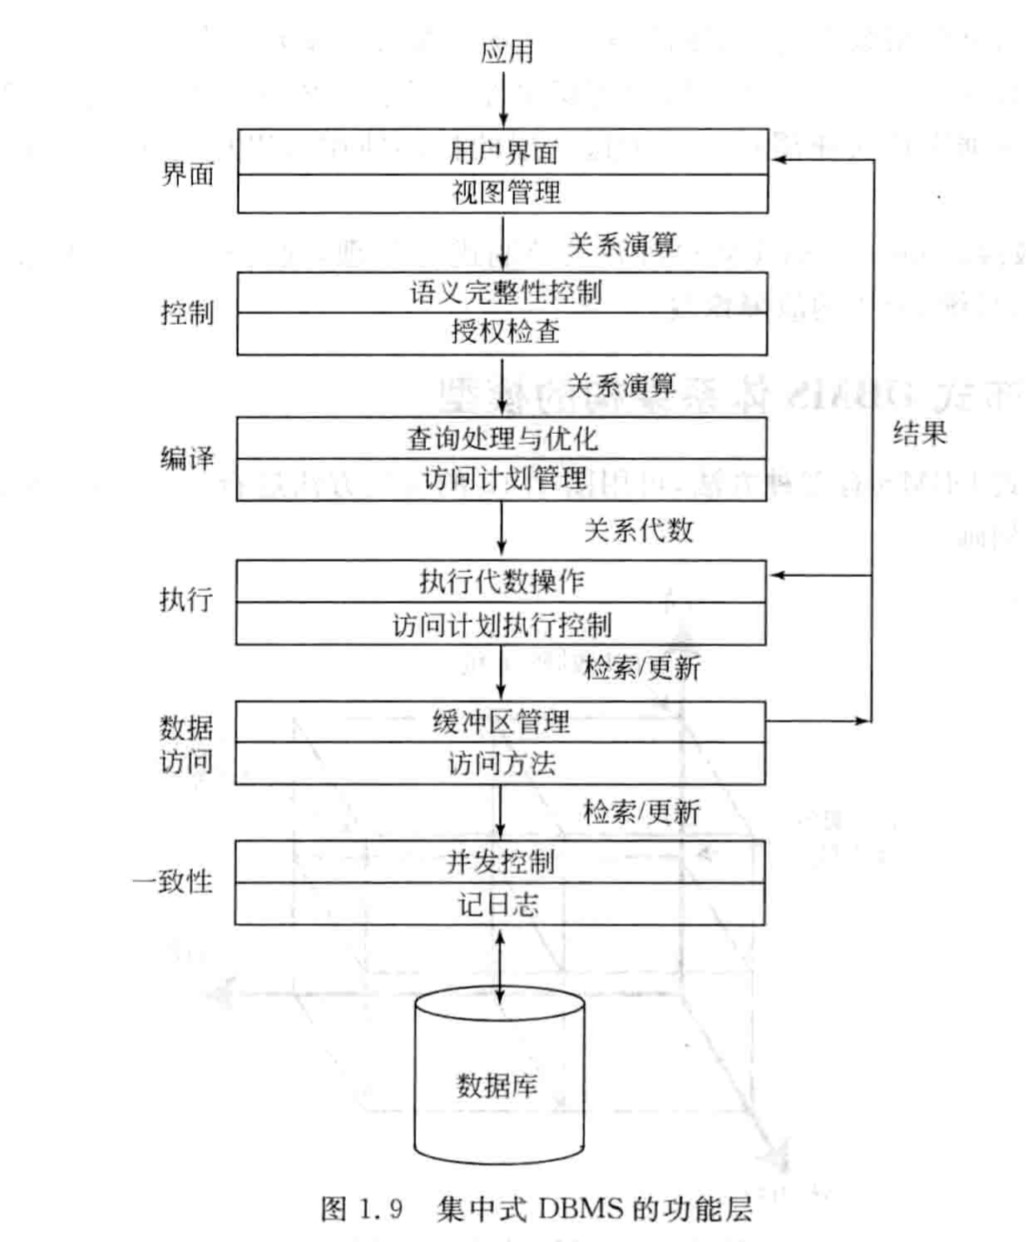 应用
界面
用户界面
视图管理
关系演算
控制
语义完整性控制
授权检查
关系演算
编译
查询处理与优化
访问计划管理
结果
关系代数
执行
执行代数操作
访问计划执行控制
检索/更新
数据
访问
缓冲区管理
访问方法
检索/更新
一致性
并发控制
记日志
数据库
图 1.9 集中式 DBMS 的功能层